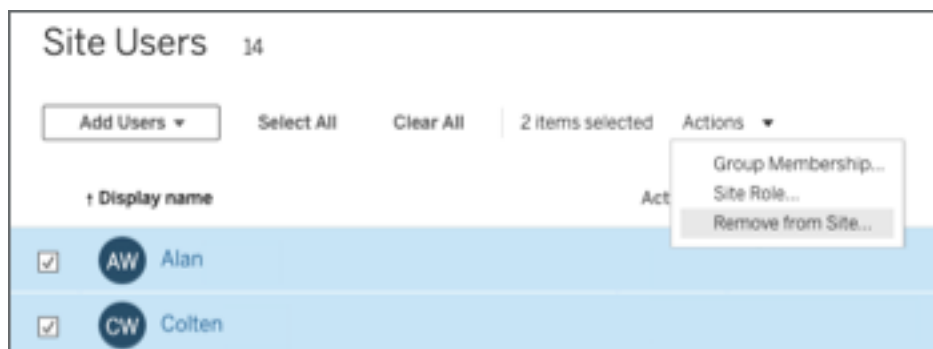 Site Users 14
Add Users Select All Clear All 2 items selected Actions
Group Membership...
↑ Display name Act Site Role...
Remove from Site...
AW Alan
CW Colten